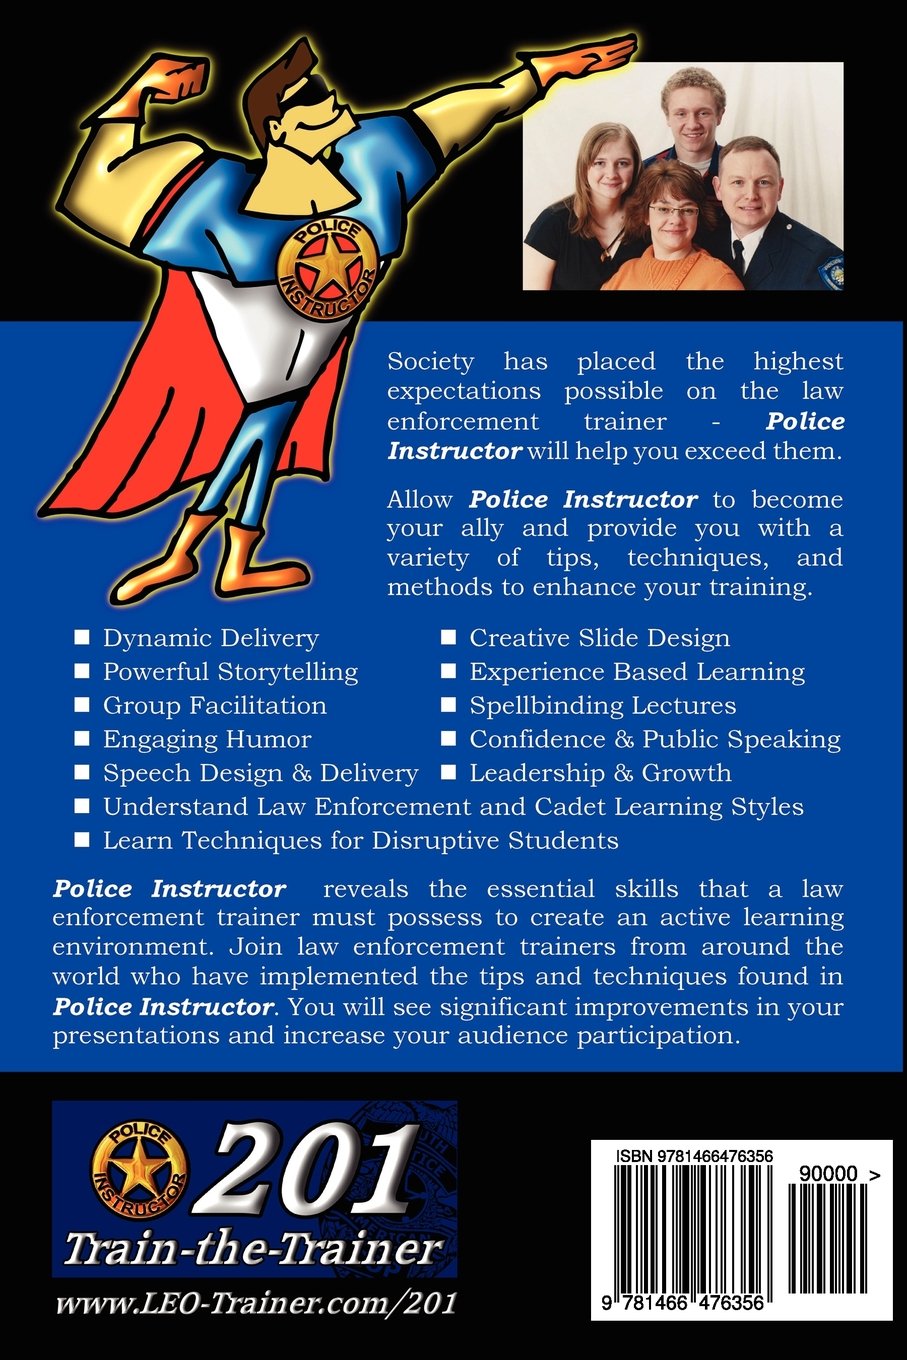 POLICE
INSTRUCTOR
Society has placed the highest
expectations possible on the law
enforcement trainer - Police
Instructor will help you exceed them.
Allow Police Instructor to become
your ally and provide you with a
variety of tips, techniques, and
methods to enhance your training.
■ Dynamic Delivery
■ Powerful Storytelling
■ Group Facilitation
■ Engaging Humor
■ Speech Design & Delivery
■ Creative Slide Design
■ Experience Based Learning
■ Spellbinding Lectures
■ Confidence & Public Speaking
■ Leadership & Growth
■ Understand Law Enforcement and Cadet Learning Styles
■ Learn Techniques for Disruptive Students
Police Instructor reveals the essential skills that a law
enforcement trainer must possess to create an active learning
environment. Join law enforcement trainers from around the
world who have implemented the tips and techniques found in
Police Instructor. You will see significant improvements in your
presentations and increase your audience participation.
POLICE
INSTRUCTOR
201
Train-the-Trainer
www.LEO-Trainer.com/201
ISBN 9781466476356
90000 >
9 781466 476356